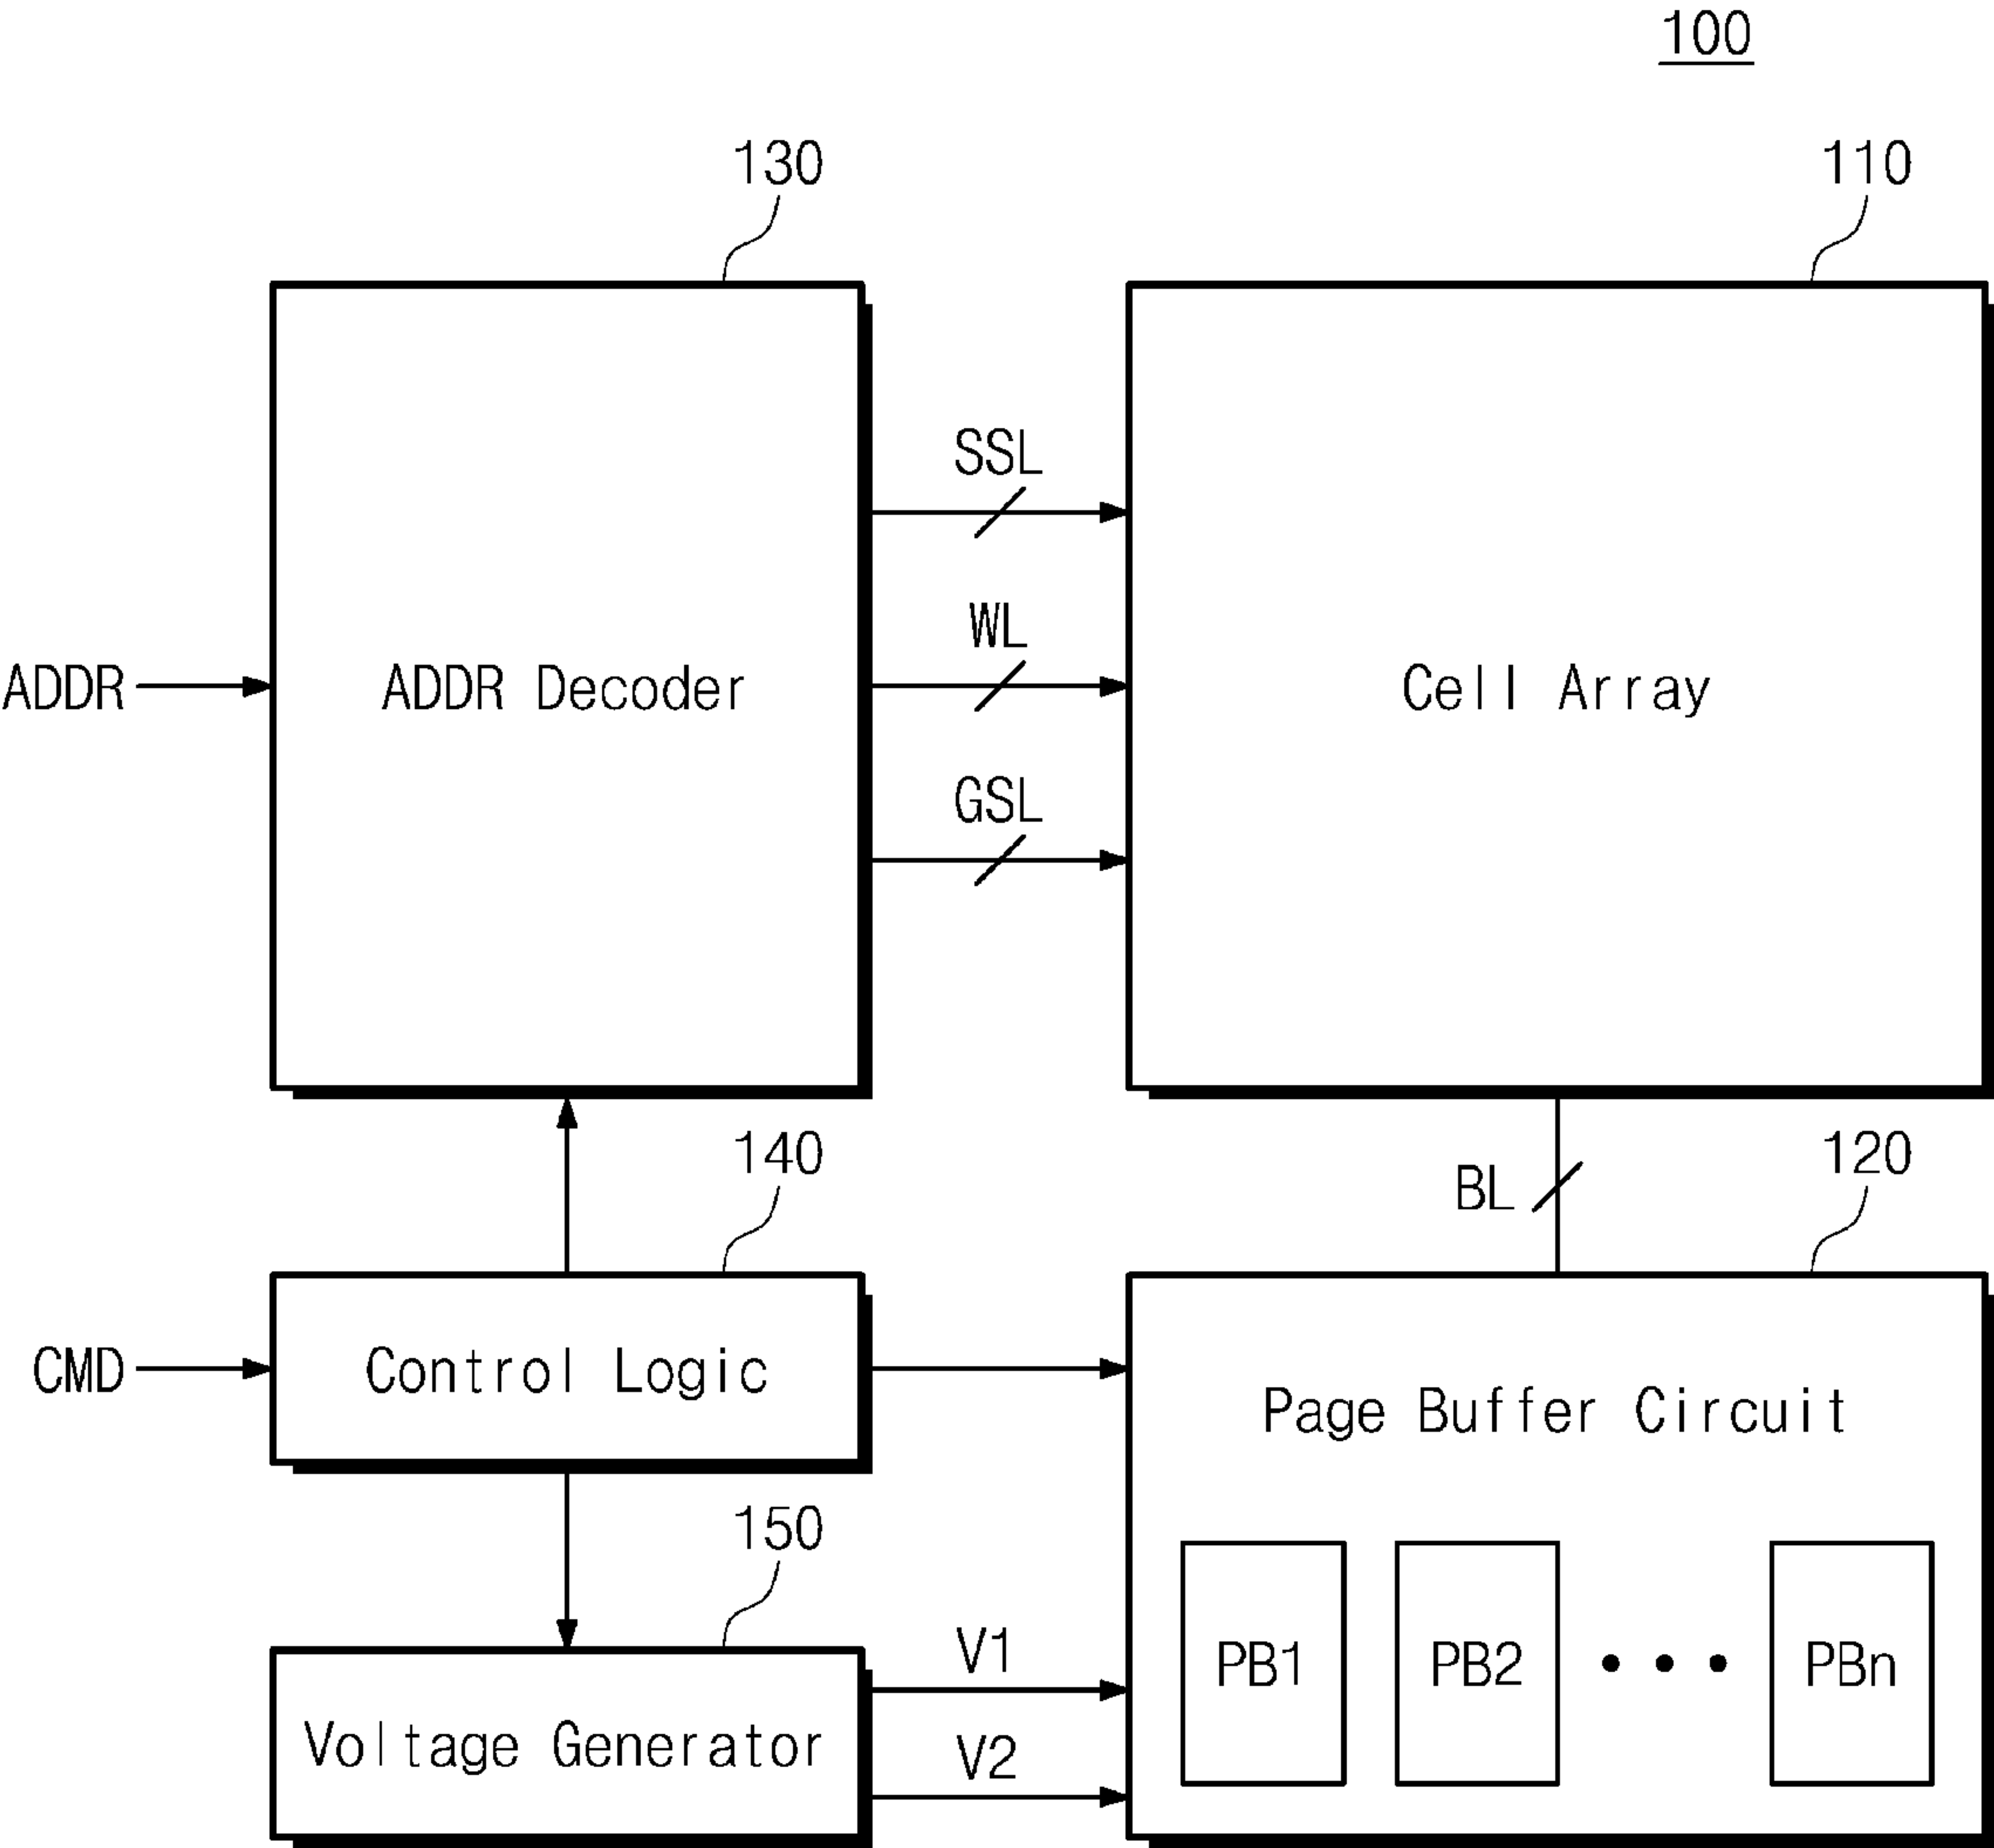 100
130
110
SSL
WL
ADDR
ADDR Decoder
Cell Array
GSL
140
120
BL
CMD
Control Logic
Page Buffer Circuit
150
V1
PB1
PB2
• • •
PBn
Voltage Generator
V2